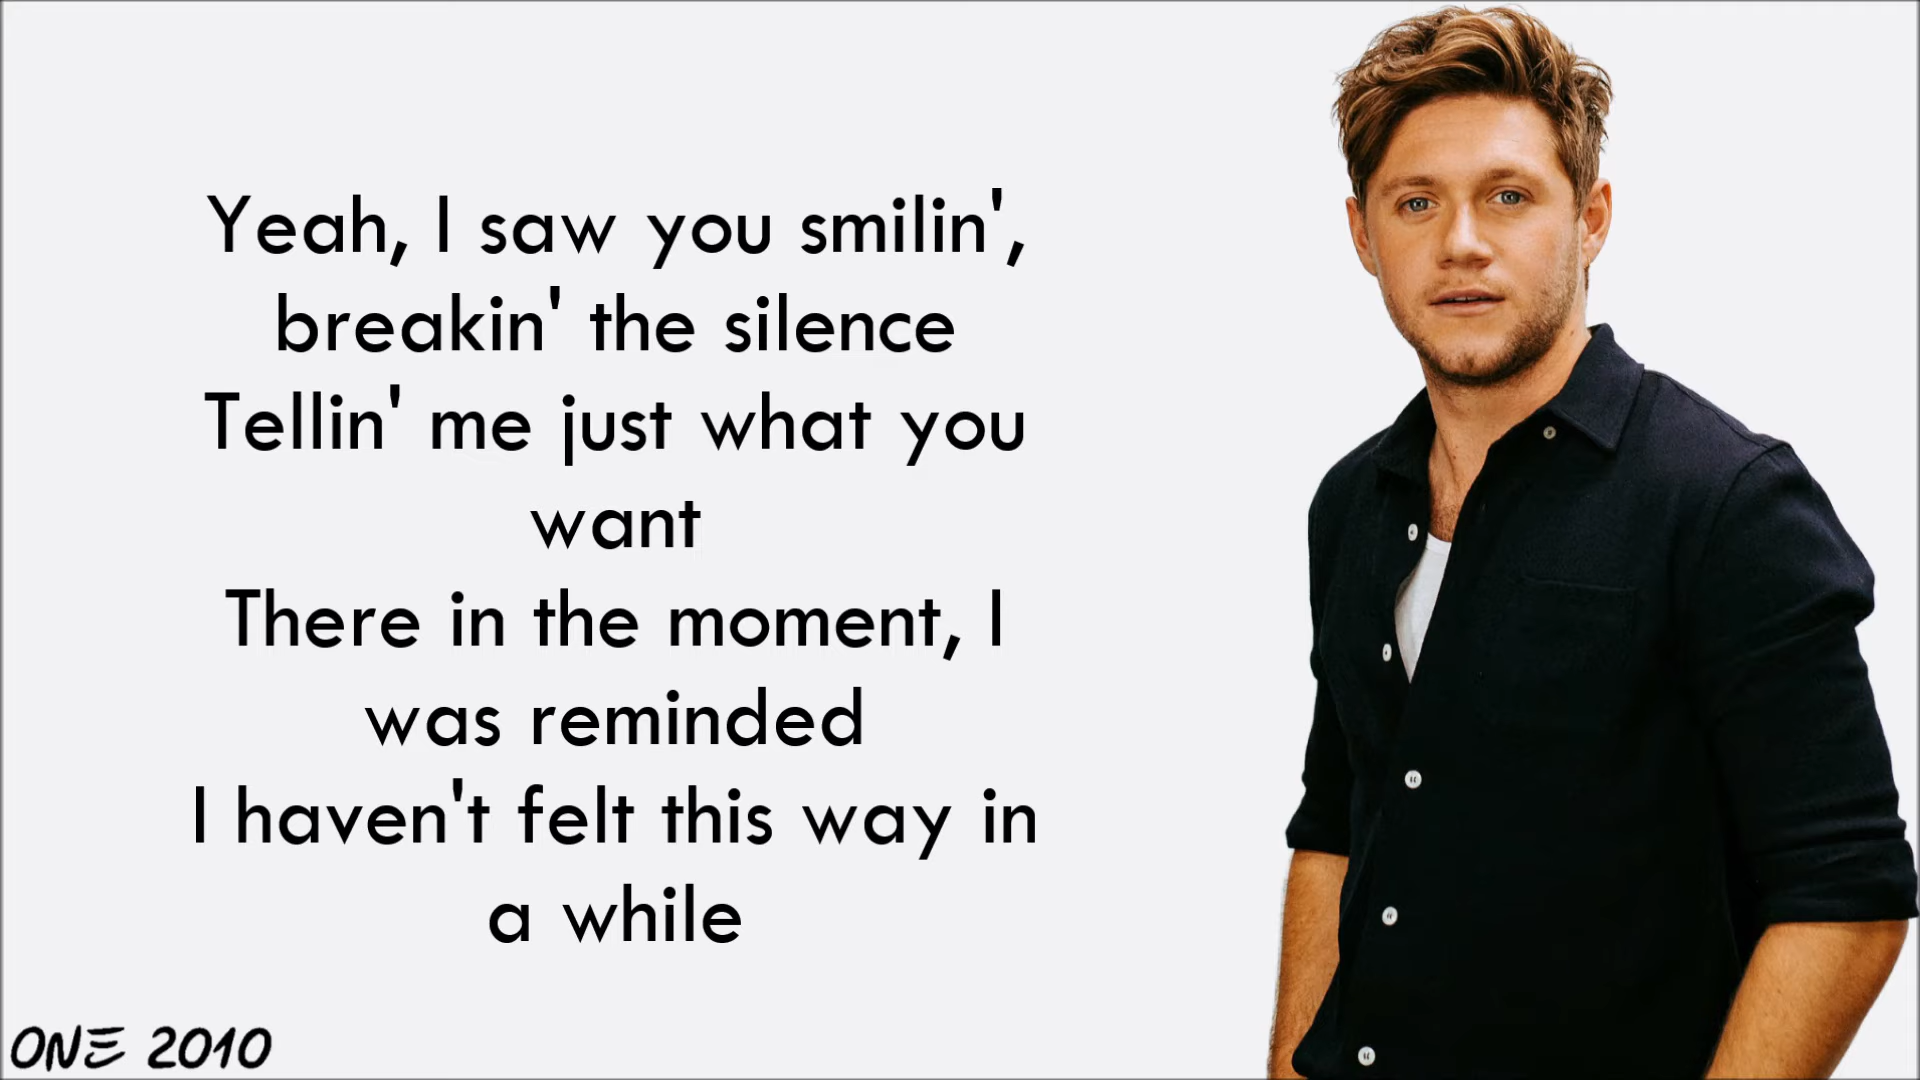 Yeah, I saw you smilin',
breakin' the silence
Tellin' me just what you
want
There in the moment, I
was reminded
I haven't felt this way in
a while
ONE 2010